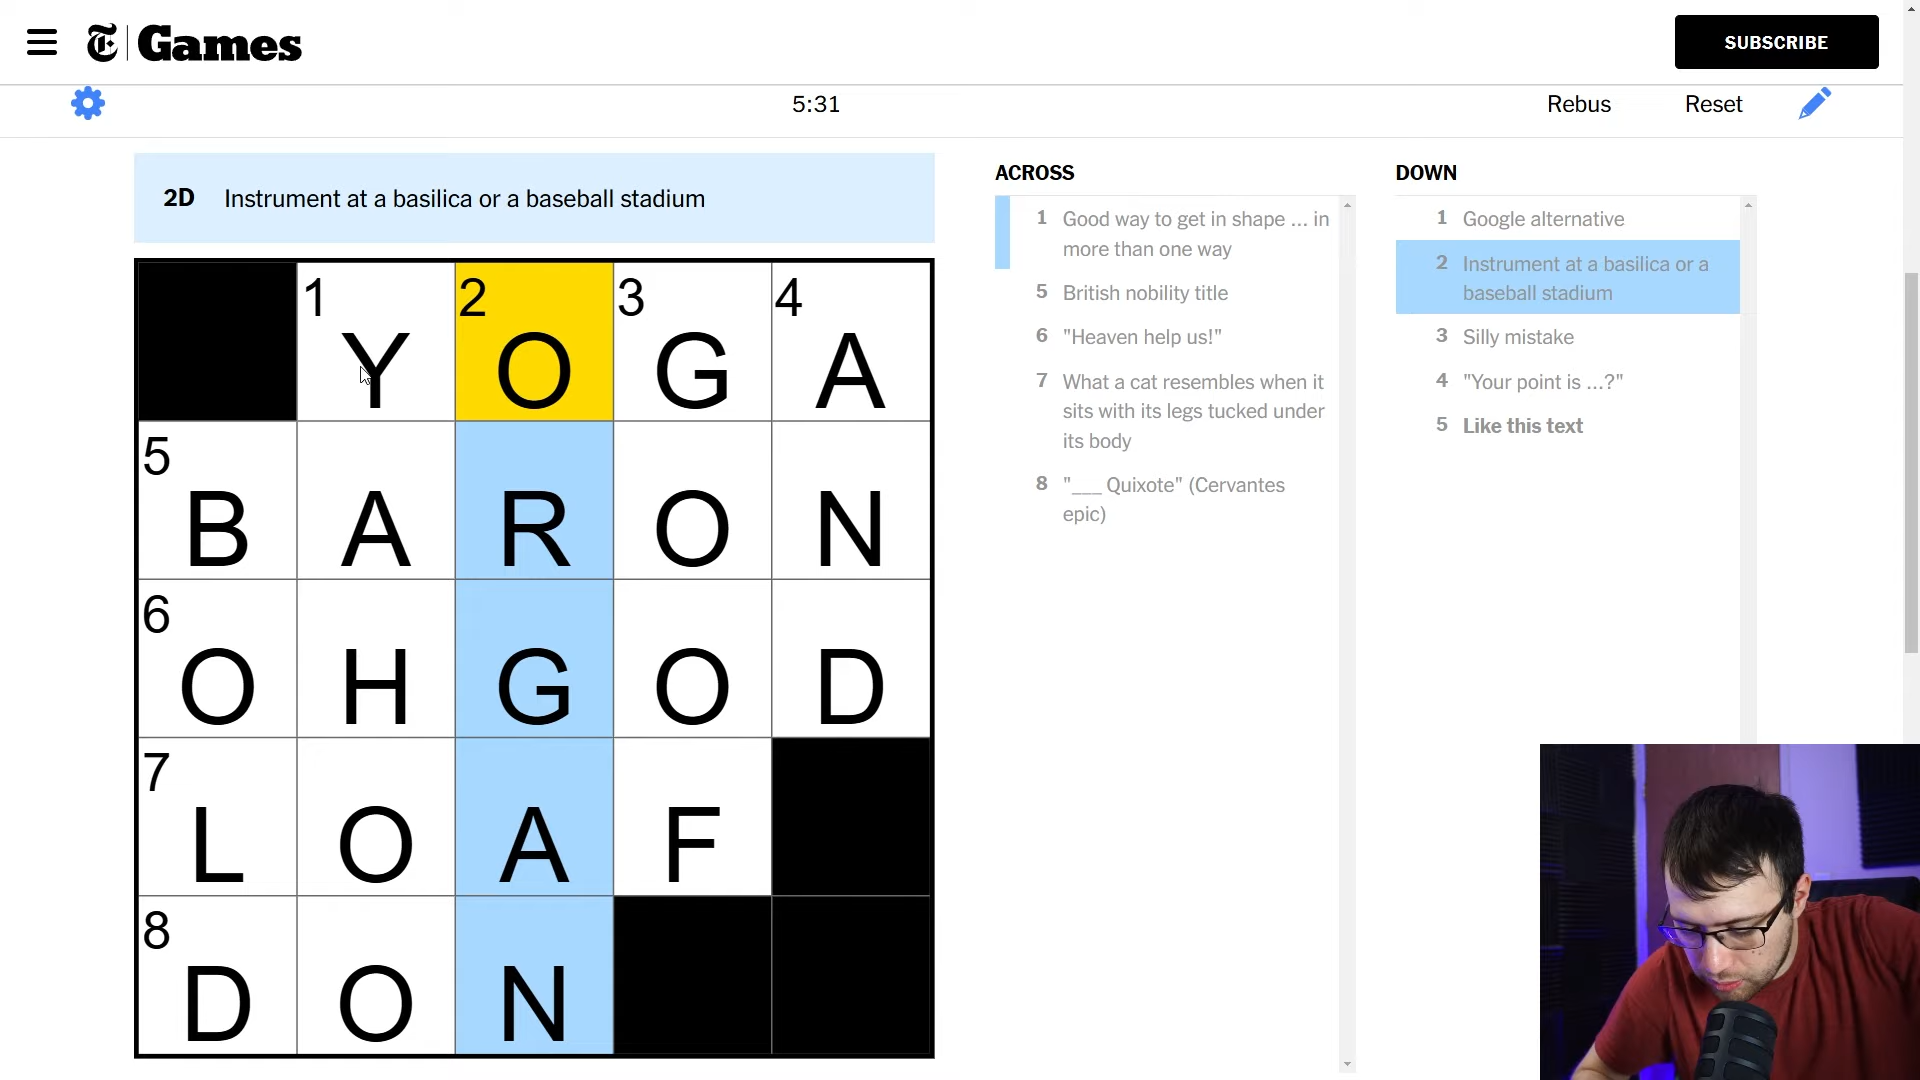 T Games
SUBSCRIBE
5:31
Rebus
Reset
2D Instrument at a basilica or a baseball stadium
1 2 3 4
Y O G A
5
B A R O N
6
O H G O D
7
L O A F
8
D O N
ACROSS
1 Good way to get in shape ... in
more than one way
5 British nobility title
6 "Heaven help us!"
7 What a cat resembles when it
sits with its legs tucked under
its body
8 "___ Quixote" (Cervantes
epic)
DOWN
1 Google alternative
2 Instrument at a basilica or a
baseball stadium
3 Silly mistake
4 "Your point is ...?"
5 Like this text